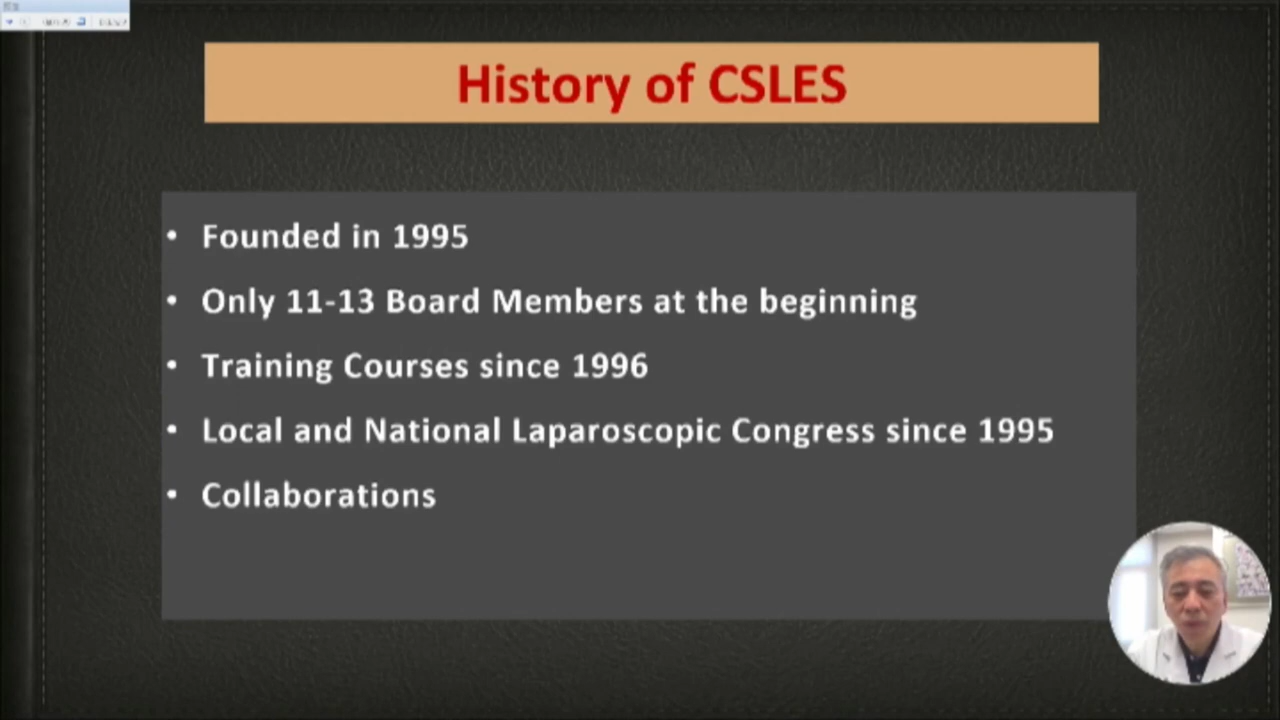 History of CSLES
• Founded in 1995
• Only 11-13 Board Members at the beginning
• Training Courses since 1996
• Local and National Laparoscopic Congress since 1995
• Collaborations